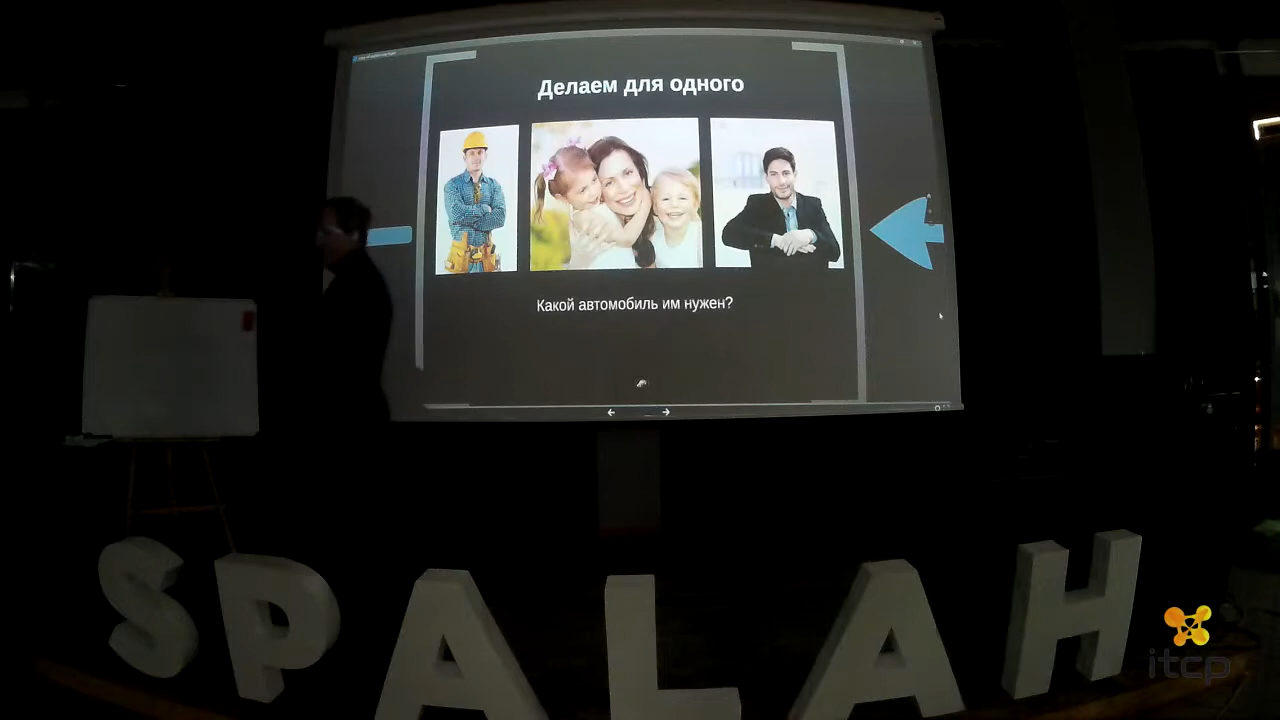 Делаем для одного
Какой автомобиль им нужен?
SPALAH
itcp